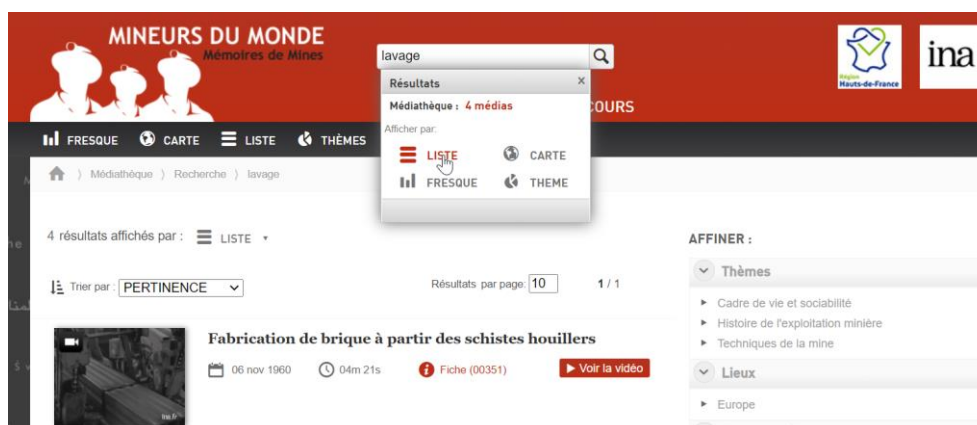 MINEURS DU MONDE
Mémoires de Mines
lavage
Région
Hauts-de-France
ina
Résultats x
Médiathèque : 4 médias
Afficher par:
LISTE CARTE
FRESQUE THEME
COURS
FRESQUE CARTE LISTE THÈMES
Médiathèque ) Recherche ) lavage
4 résultats affichés par : LISTE
AFFINER :
Trier par : PERTINENCE Résultats par page: 10 1 / 1
Thèmes
Cadre de vie et sociabilité
Histoire de l'exploitation minière
Techniques de la mine
Lieux
Europe
Fabrication de brique à partir des schistes houillers
06 nov 1960 04m 21s Fiche (00351) Voir la vidéo
ina.fr